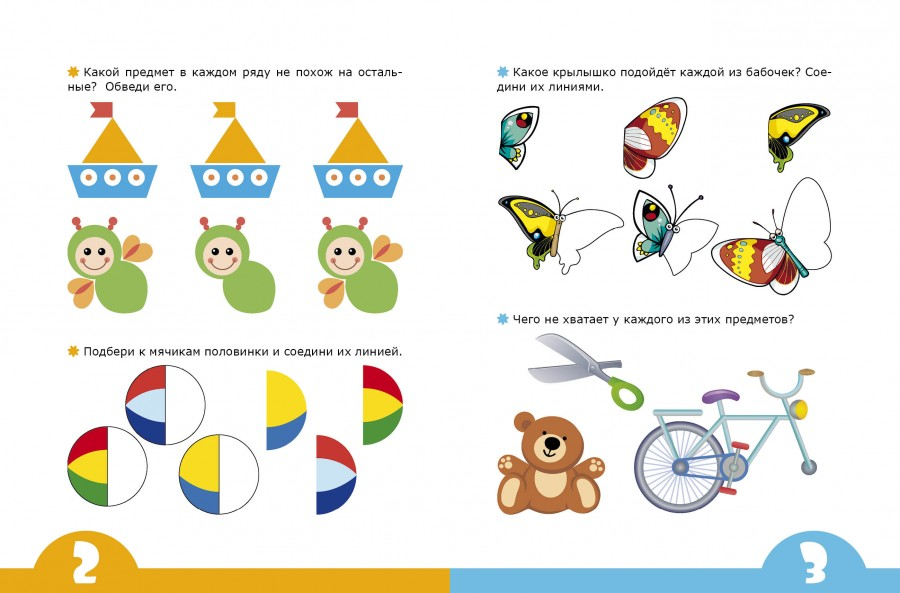 Какой предмет в каждом ряду не похож на осталь-
ные? Обведи его.
Подбери к мячикам половинки и соедини их линией.
2
Какое крылышко подойдёт каждой из бабочек? Сое-
дини их линиями.
Чего не хватает у каждого из этих предметов?
3